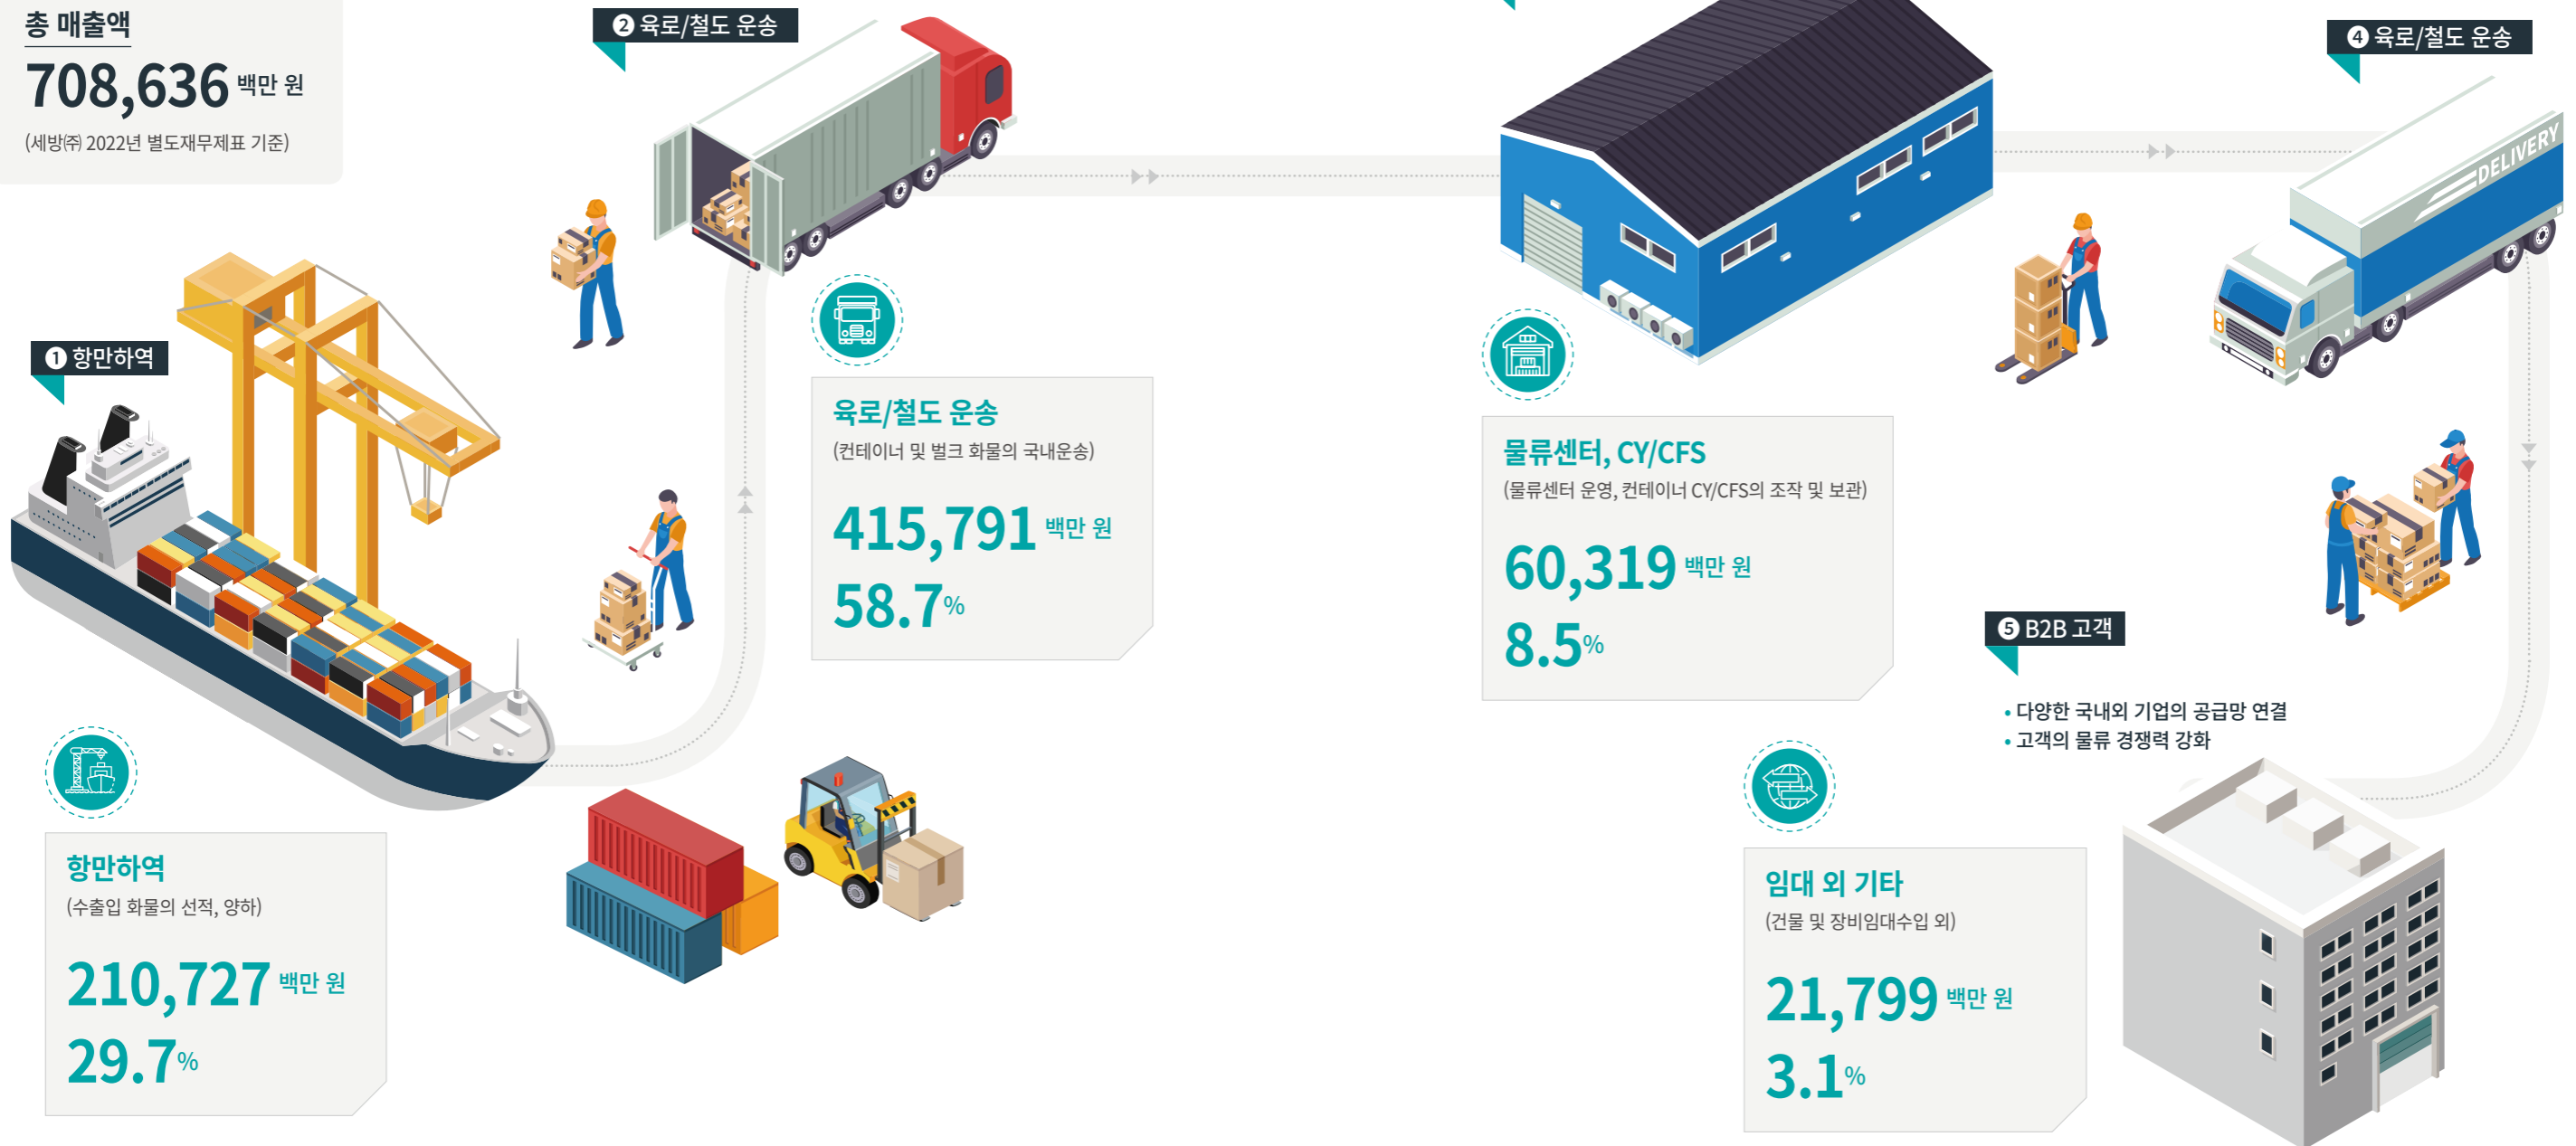 총 매출액
708,636 백만 원
(세방㈜ 2022년 별도재무제표 기준)
❶ 항만하역
항만하역
(수출입 화물의 선적, 양하)
210,727 백만 원
29.7%
❷ 육로/철도 운송
육로/철도 운송
(컨테이너 및 벌크 화물의 국내운송)
415,791 백만 원
58.7%
물류센터, CY/CFS
(물류센터 운영, 컨테이너 CY/CFS의 조작 및 보관)
60,319 백만 원
8.5%
❹ 육로/철도 운송
DELIVERY
❺ B2B 고객
• 다양한 국내외 기업의 공급망 연결
• 고객의 물류 경쟁력 강화
임대 외 기타
(건물 및 장비임대수입 외)
21,799 백만 원
3.1%